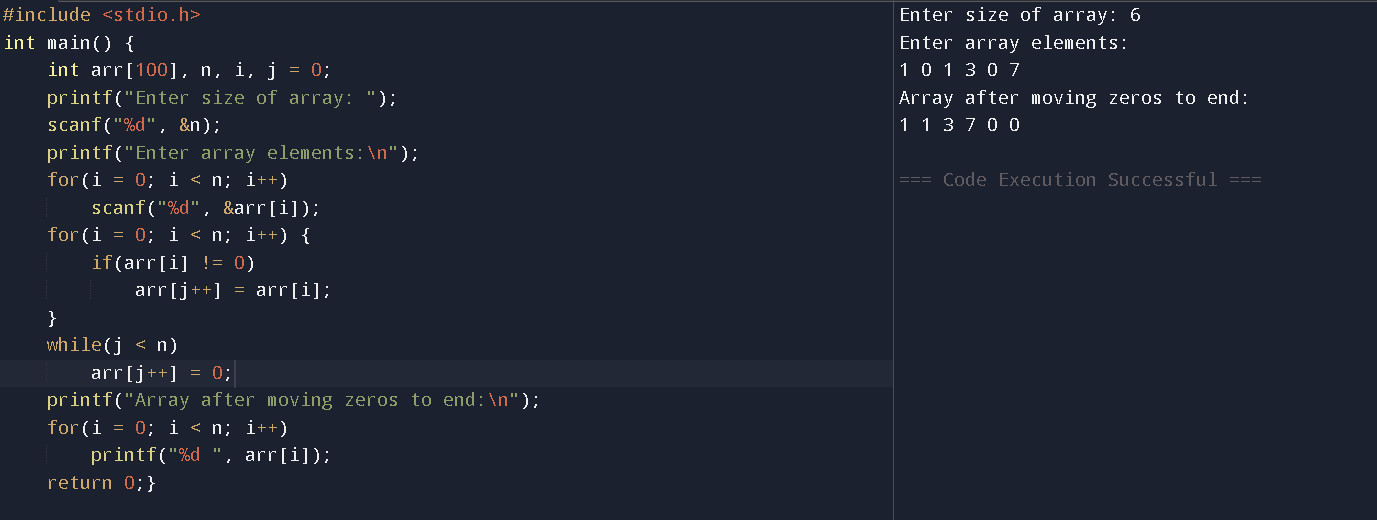 #include <stdio.h>
int main() {
    int arr[100], n, i, j = 0;
    printf("Enter size of array: ");
    scanf("%d", &n);
    printf("Enter array elements:\n");
    for(i = 0; i < n; i++)
        scanf("%d", &arr[i]);
    for(i = 0; i < n; i++) {
        if(arr[i] != 0)
            arr[j++] = arr[i];
    }
    while(j < n)
        arr[j++] = 0;
    printf("Array after moving zeros to end:\n");
    for(i = 0; i < n; i++)
        printf("%d ", arr[i]);
    return 0;}
Enter size of array: 6
Enter array elements:
1 0 1 3 0 7
Array after moving zeros to end:
1 1 3 7 0 0
=== Code Execution Successful ===